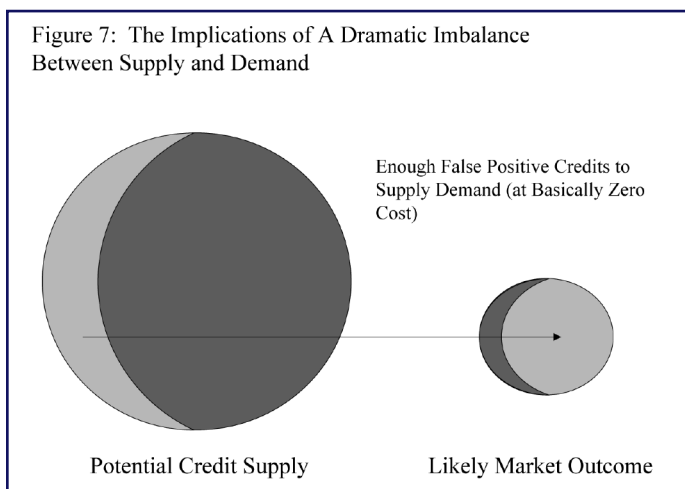 Figure 7:  The Implications of A Dramatic Imbalance
Between Supply and Demand
Enough False Positive Credits to
Supply Demand (at Basically Zero
Cost)
Potential Credit Supply
Likely Market Outcome